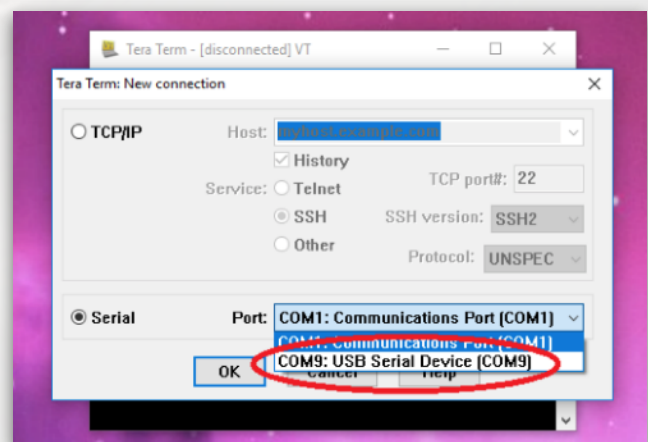 Tera Term - [disconnected] VT
Tera Term: New connection
TCP/IP
Host: myhost.example.com
History
Service: Telnet
TCP port#: 22
SSH
SSH version: SSH2
Other
Protocol: UNSPEC
Serial
Port: COM1: Communications Port (COM1)
COM1: Communications Port (COM1)
COM9: USB Serial Device (COM9)
OK
Cancel
Help